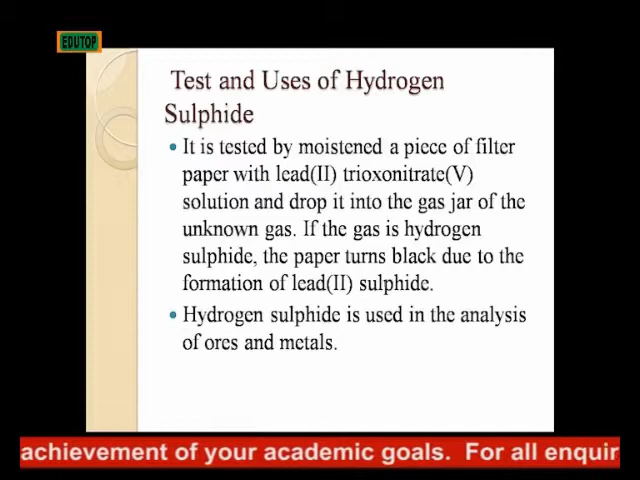 EDUTOP
Test and Uses of Hydrogen
Sulphide
• It is tested by moistened a piece of filter
paper with lead(II) trioxonitrate(V)
solution and drop it into the gas jar of the
unknown gas. If the gas is hydrogen
sulphide, the paper turns black due to the
formation of lead(II) sulphide.
• Hydrogen sulphide is used in the analysis
of ores and metals.
achievement of your academic goals. For all enquir